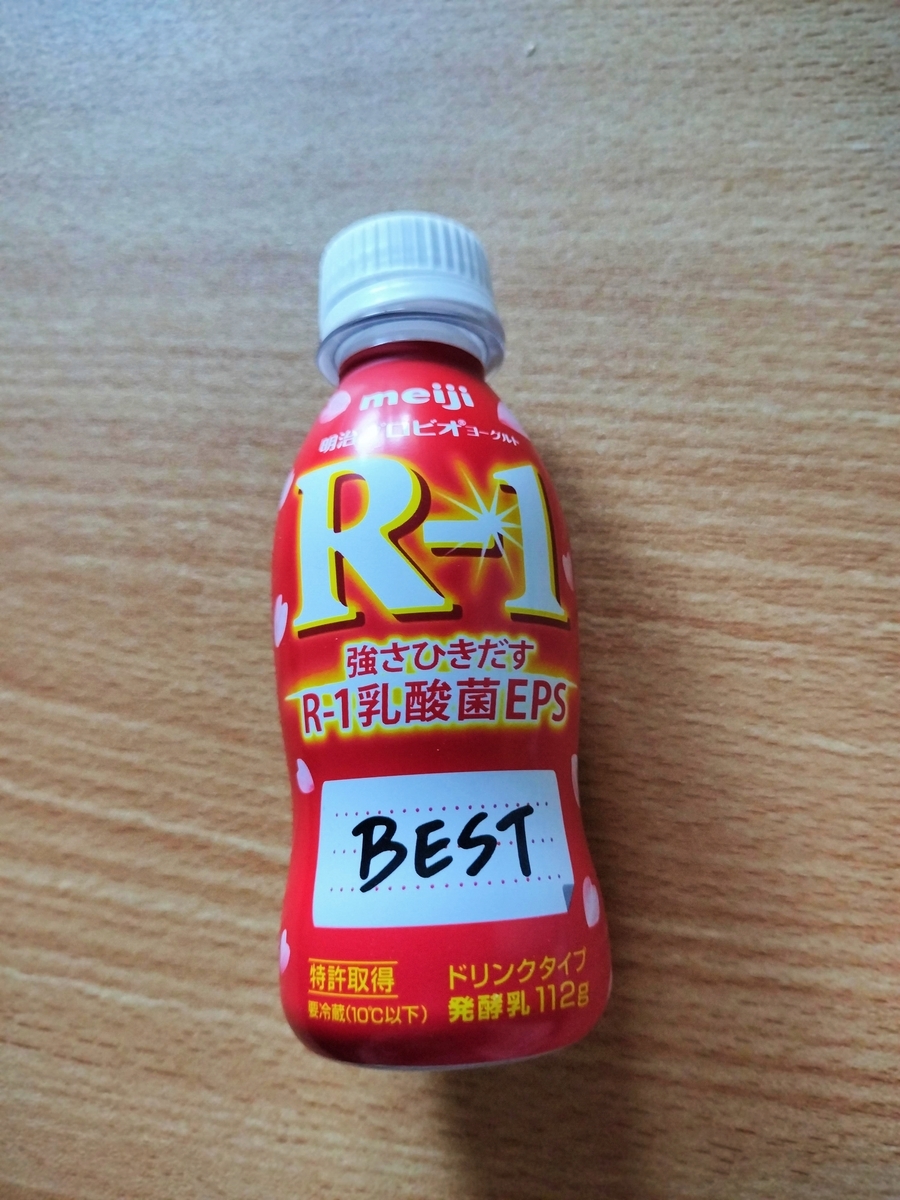 meiji
明治プロビオヨーグルト
R-1
強さひきだす
R-1乳酸菌EPS
BEST
特許取得
要冷蔵(10℃以下)
ドリンクタイプ
発酵乳 112g